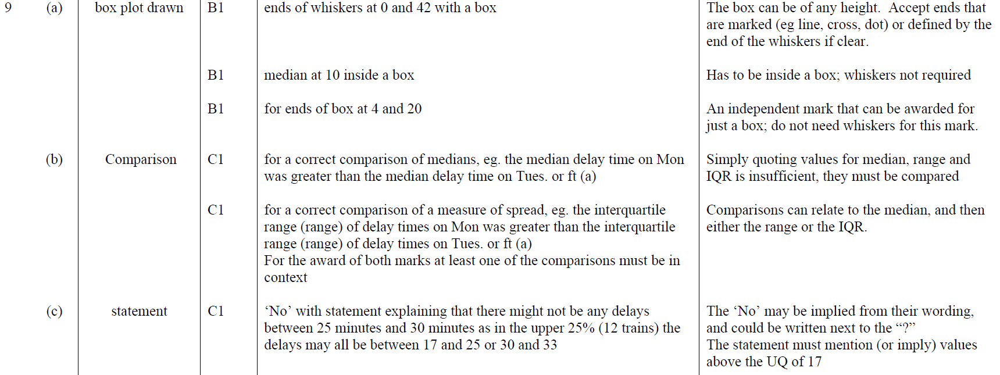 9 (a) box plot drawn B1 ends of whiskers at 0 and 42 with a box The box can be of any height. Accept ends that
are marked (eg line, cross, dot) or defined by the
end of the whiskers if clear.
B1 median at 10 inside a box Has to be inside a box; whiskers not required
B1 for ends of box at 4 and 20 An independent mark that can be awarded for
just a box; do not need whiskers for this mark.
(b) Comparison C1 for a correct comparison of medians, eg. the median delay time on Mon Simply quoting values for median, range and
was greater than the median delay time on Tues. or ft (a) IQR is insufficient, they must be compared
C1 for a correct comparison of a measure of spread, eg. the interquartile Comparisons can relate to the median, and then
range (range) of delay times on Mon was greater than the interquartile either the range or the IQR.
range (range) of delay times on Tues. or ft (a)
For the award of both marks at least one of the comparisons must be in
context
(c) statement C1 ‘No’ with statement explaining that there might not be any delays The ‘No’ may be implied from their wording,
between 25 minutes and 30 minutes as in the upper 25% (12 trains) the and could be written next to the “?”
delays may all be between 17 and 25 or 30 and 33 The statement must mention (or imply) values
above the UQ of 17